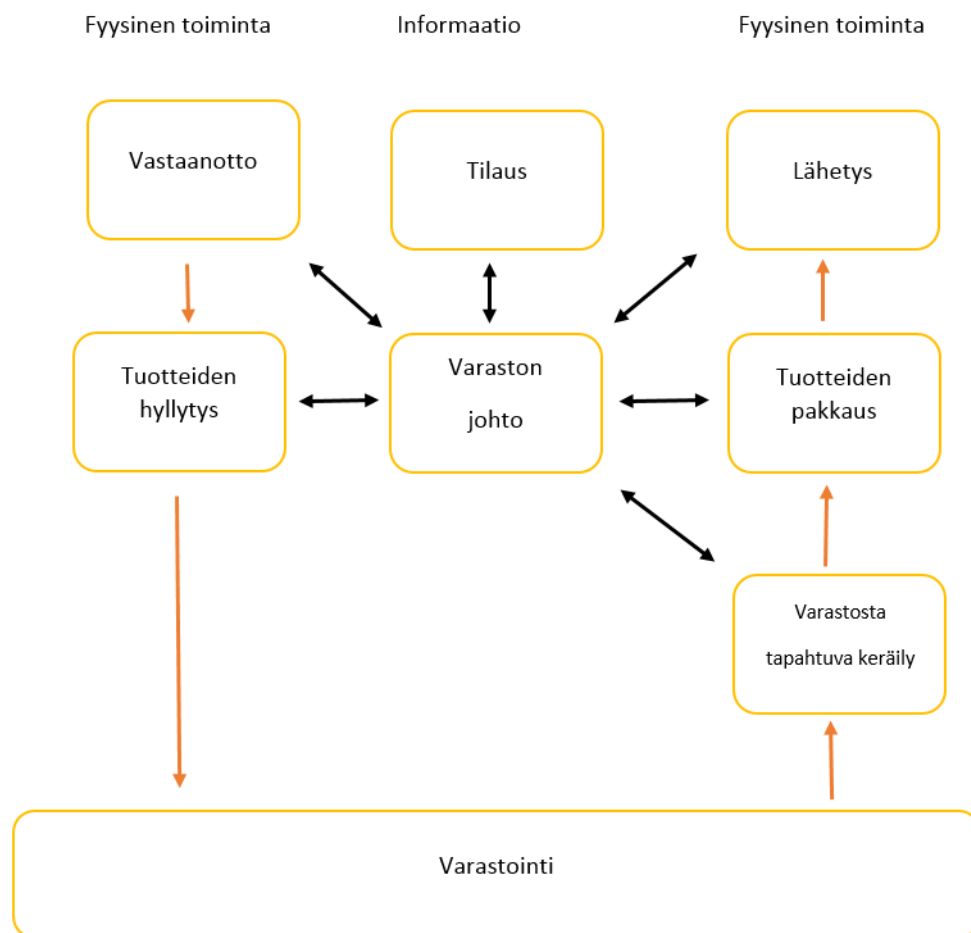 Fyysinen toiminta
Informaatio
Fyysinen toiminta
Vastaanotto
Tilaus
Lähetys
Tuotteiden
hyllytys
Varaston
johto
Tuotteiden
pakkaus
Varastosta
tapahtuva keräily
Varastointi